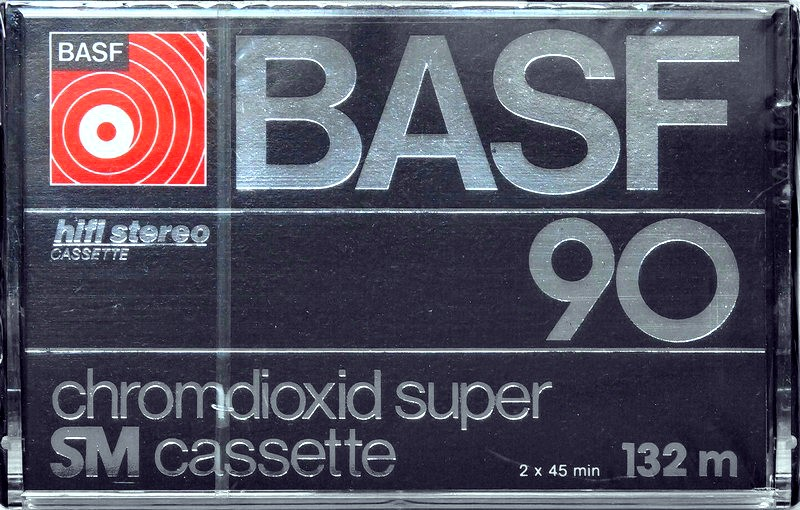 BASF
BASF
hifi stereo
CASSETTE
90
chromdioxid super
SM cassette
2 x 45 min
132 m